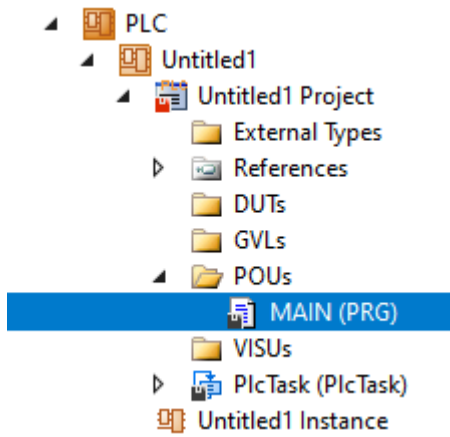 PLC
Untitled1
Untitled1 Project
External Types
References
DUTs
GVLs
POUs
MAIN (PRG)
VISUs
PlcTask (PlcTask)
Untitled1 Instance